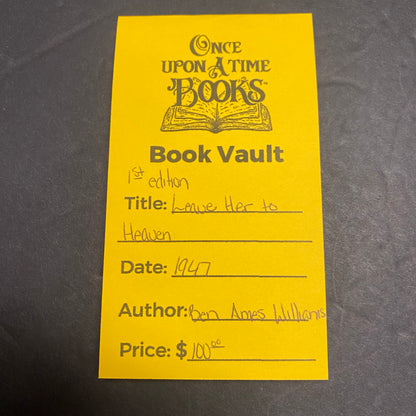 ONCE
UPON A TIME
BOOKS
Book Vault
1st edition
Title: Leave Her to
Heaven
Date: 1947
Author: Ben Ames Williams
Price: $ 100.00